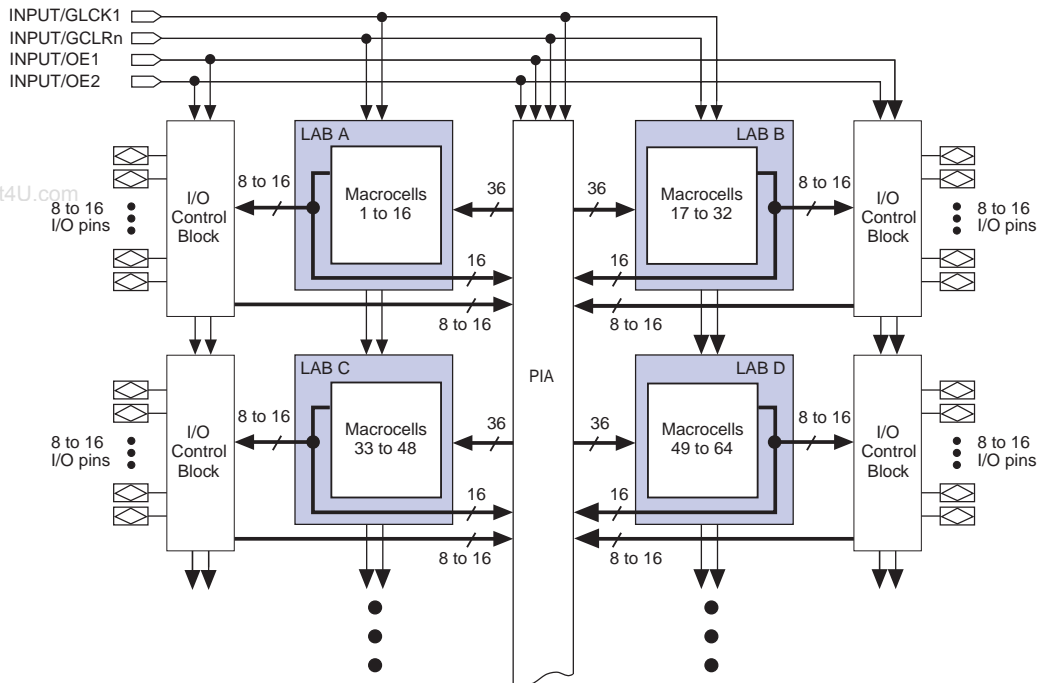 INPUT/GLCK1
INPUT/GCLRn
INPUT/OE1
INPUT/OE2
LAB A
LAB B
t4U.com
8 to 16
I/O pins
I/O
Control
Block
8 to 16
Macrocells
1 to 16
36
36
Macrocells
17 to 32
8 to 16
I/O
Control
Block
8 to 16
I/O pins
16
16
8 to 16
8 to 16
LAB C
PIA
LAB D
8 to 16
I/O pins
I/O
Control
Block
8 to 16
Macrocells
33 to 48
36
36
Macrocells
49 to 64
8 to 16
I/O
Control
Block
8 to 16
I/O pins
16
16
8 to 16
8 to 16